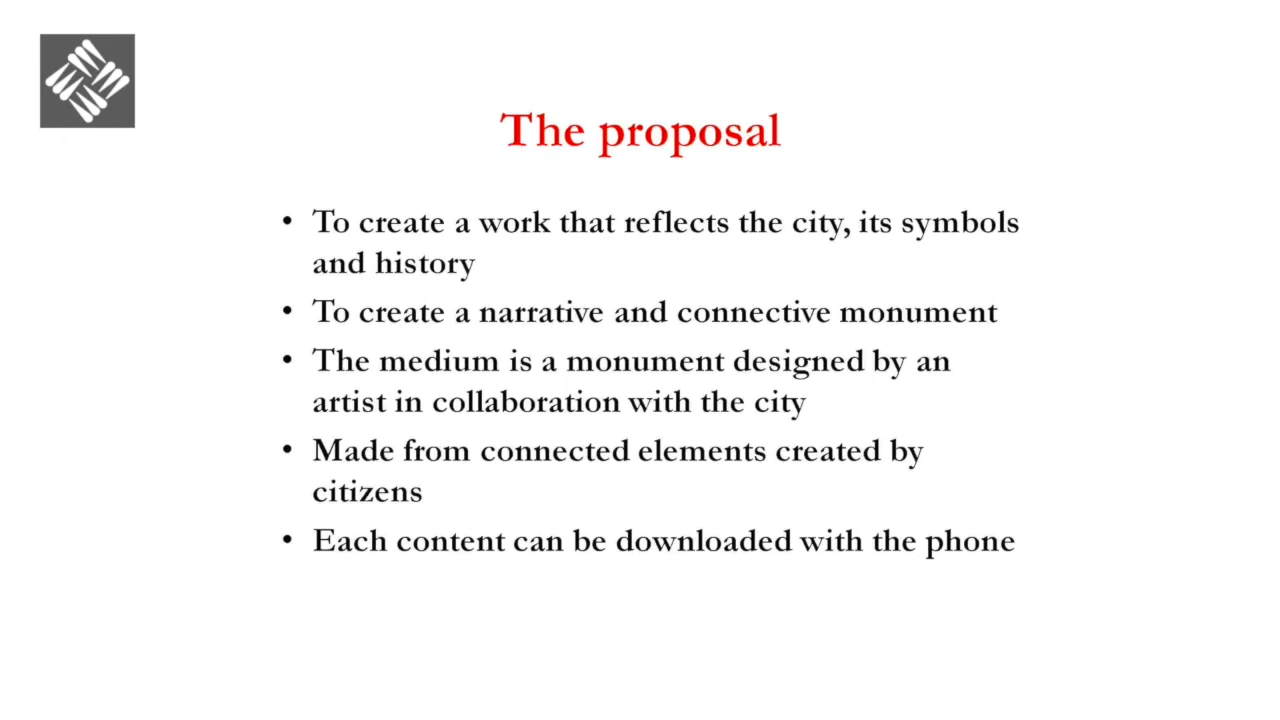 The proposal
• To create a work that reflects the city, its symbols
and history
• To create a narrative and connective monument
• The medium is a monument designed by an
artist in collaboration with the city
• Made from connected elements created by
citizens
• Each content can be downloaded with the phone